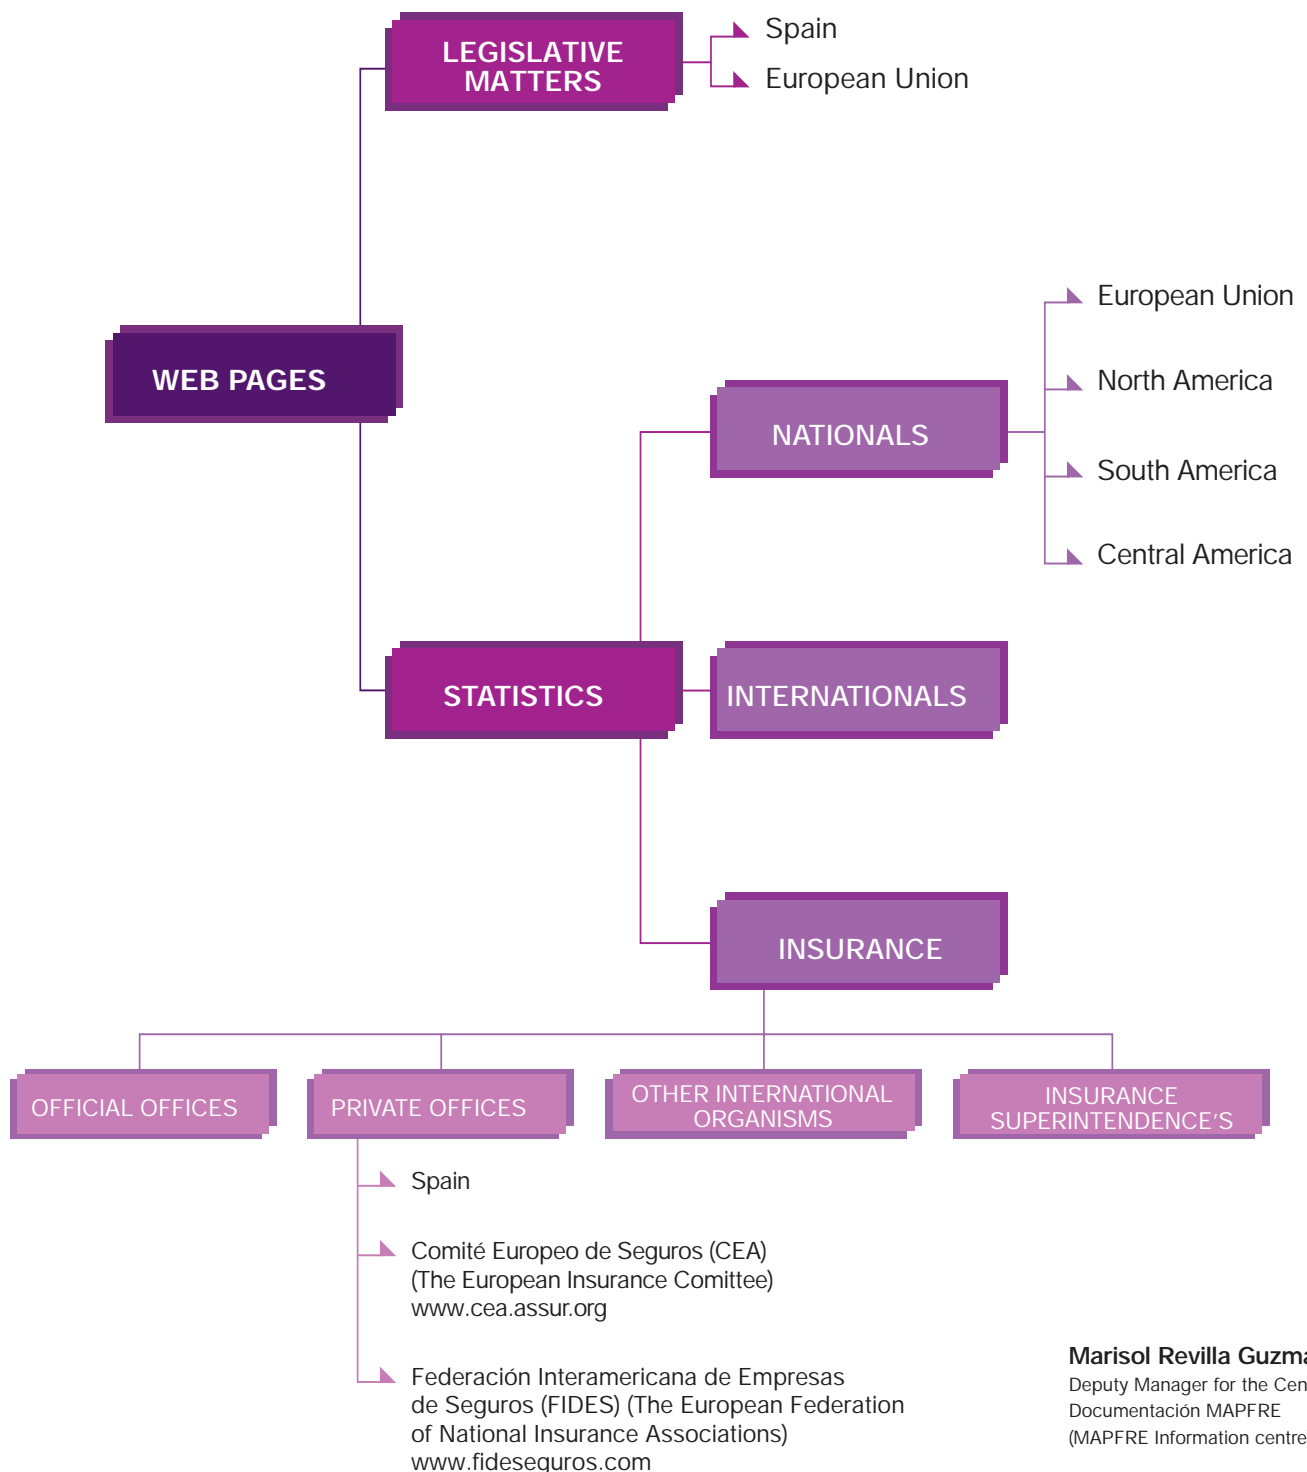 LEGISLATIVE
MATTERS
Spain
European Union
WEB PAGES
European Union
North America
South America
Central America
NATIONALS
STATISTICS
INTERNATIONALS
INSURANCE
OFFICIAL OFFICES
PRIVATE OFFICES
OTHER INTERNATIONAL
ORGANISMS
INSURANCE
SUPERINTENDENCE'S
Spain
Comité Europeo de Seguros (CEA)
(The European Insurance Comittee)
www.cea.assur.org
Federación Interamericana de Empresas
de Seguros (FIDES) (The European Federation
of National Insurance Associations)
www.fideseguros.com
Marisol Revilla
Deputy Manager for the
Documentación MAPFRE
(MAPFRE Information centre